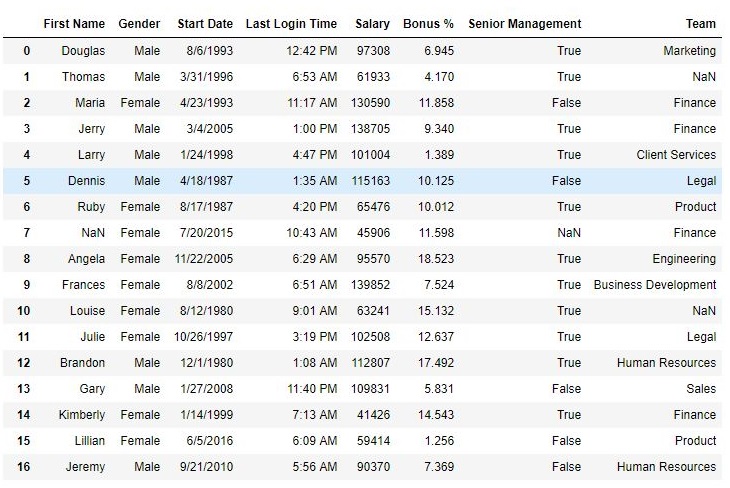 First Name Gender Start Date Last Login Time Salary Bonus % Senior Management Team
0 Douglas Male 8/6/1993 12:42 PM 97308 6.945 True Marketing
1 Thomas Male 3/31/1996 6:53 AM 61933 4.170 True NaN
2 Maria Female 4/23/1993 11:17 AM 130590 11.858 False Finance
3 Jerry Male 3/4/2005 1:00 PM 138705 9.340 True Finance
4 Larry Male 1/24/1998 4:47 PM 101004 1.389 True Client Services
5 Dennis Male 4/18/1987 1:35 AM 115163 10.125 False Legal
6 Ruby Female 8/17/1987 4:20 PM 65476 10.012 True Product
7 NaN Female 7/20/2015 10:43 AM 45906 11.598 NaN Finance
8 Angela Female 11/22/2005 6:29 AM 95570 18.523 True Engineering
9 Frances Female 8/8/2002 6:51 AM 139852 7.524 True Business Development
10 Louise Female 8/12/1980 9:01 AM 63241 15.132 True NaN
11 Julie Female 10/26/1997 3:19 PM 102508 12.637 True Legal
12 Brandon Male 12/1/1980 1:08 AM 112807 17.492 True Human Resources
13 Gary Male 1/27/2008 11:40 PM 109831 5.831 False Sales
14 Kimberly Female 1/14/1999 7:13 AM 41426 14.543 True Finance
15 Lillian Female 6/5/2016 6:09 AM 59414 1.256 False Product
16 Jeremy Male 9/21/2010 5:56 AM 90370 7.369 False Human Resources